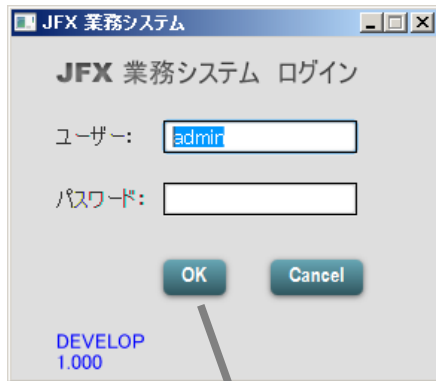 JFX 業務システム
JFX 業務システム ログイン
ユーザー: admin
パスワード:
OK Cancel
DEVELOP
1.000